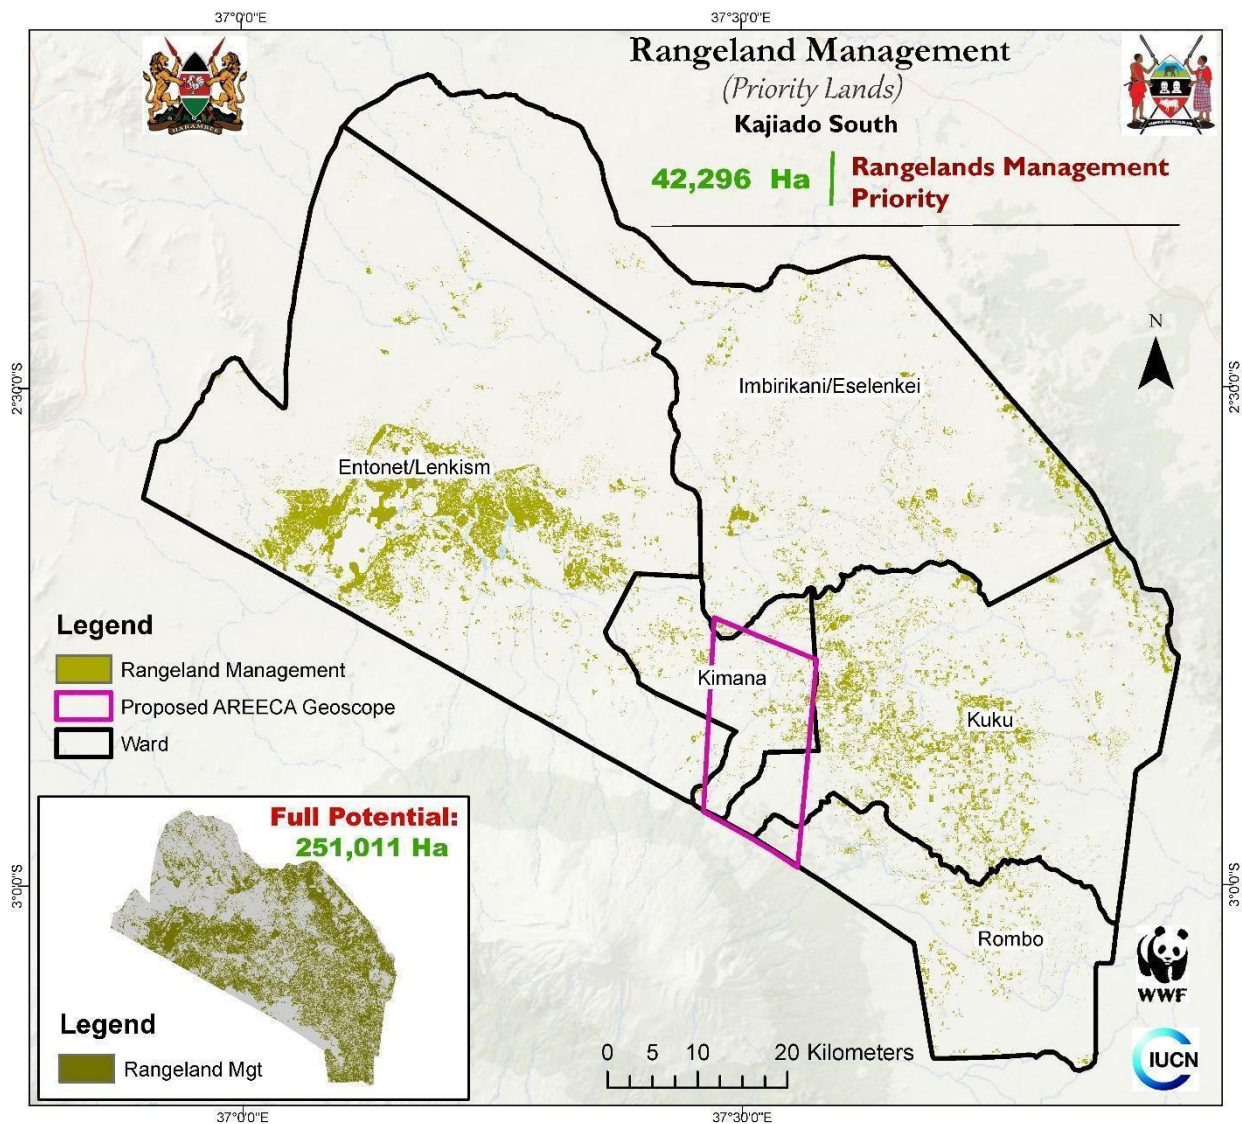 37°0'0"E
37°30'0"E
Rangeland Management
(Priority Lands)
Kajiado South
42,296 Ha
Rangelands Management
Priority
HARAMBEE
N
2°30'0"S
2°30'0"S
Imbirikani/Eselenkei
Entonet/Lenkism
Kimana
Kuku
Rombo
Legend
Rangeland Management
Proposed AREECA Geoscope
Ward
Full Potential:
251,011 Ha
Legend
Rangeland Mgt
3°0'0"S
3°0'0"S
0 5 10 20 Kilometers
WWF
IUCN
37°0'0"E
37°30'0"E